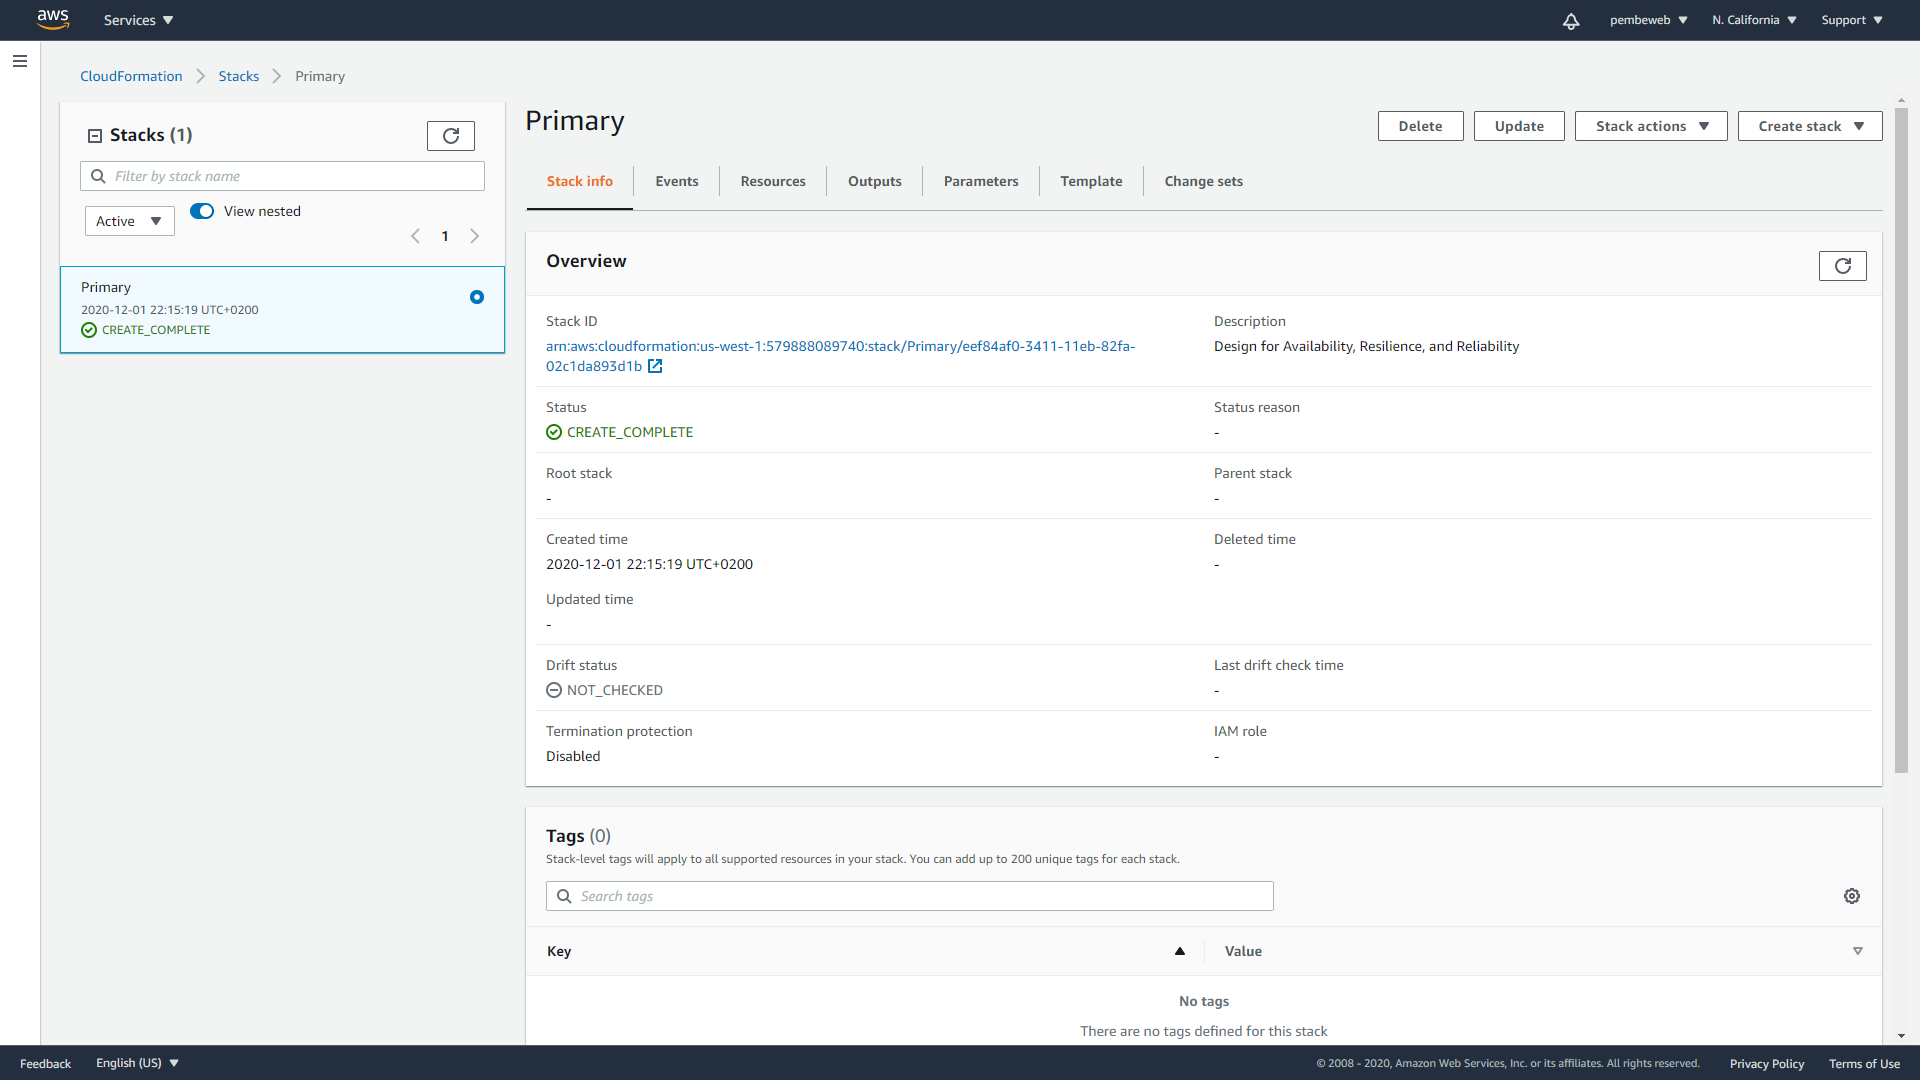 aws
Services
pembeweb
N. California
Support
CloudFormation
Stacks
Primary
Stacks (1)
Filter by stack name
Active
View nested
1
Primary
2020-12-01 22:15:19 UTC+0200
CREATE_COMPLETE
Primary
Delete
Update
Stack actions
Create stack
Stack info
Events
Resources
Outputs
Parameters
Template
Change sets
Overview
Stack ID
arn:aws:cloudformation:us-west-1:579888089740:stack/Primary/eef84af0-3411-11eb-82fa-
02c1da893d1b
Description
Design for Availability, Resilience, and Reliability
Status
CREATE_COMPLETE
Status reason
-
Root stack
-
Parent stack
-
Created time
2020-12-01 22:15:19 UTC+0200
Deleted time
-
Updated time
-
Drift status
NOT_CHECKED
Last drift check time
-
Termination protection
Disabled
IAM role
-
Tags (0)
Stack-level tags will apply to all supported resources in your stack. You can add up to 200 unique tags for each stack.
Search tags
Key
Value
No tags
There are no tags defined for this stack
Feedback
English (US)
© 2008 - 2020, Amazon Web Services, Inc. or its affiliates. All rights reserved.
Privacy Policy
Terms of Use